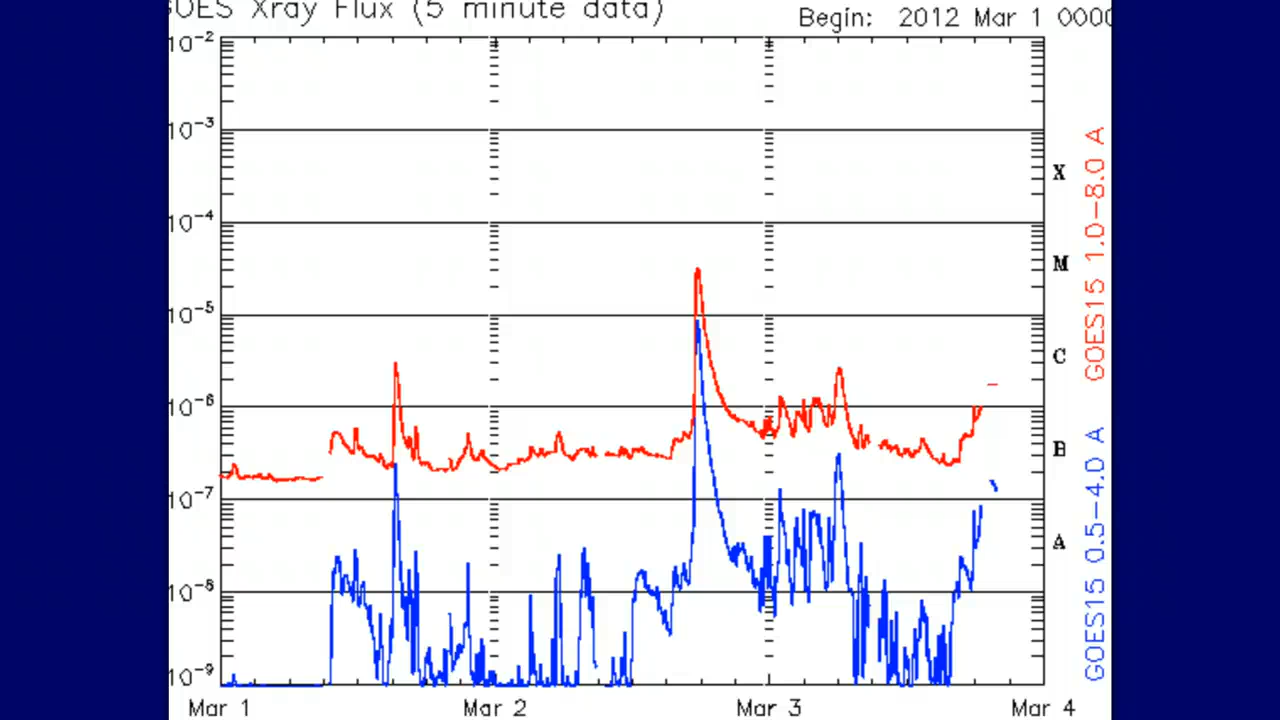 GOES Xray Flux (5 minute data)
Begin: 2012 Mar 1 0000
10⁻²
10⁻³
10⁻⁴
10⁻⁵
10⁻⁶
10⁻⁷
10⁻⁸
10⁻⁹
X
M
C
B
A
GOES15 1.0-8.0 A
GOES15 0.5-4.0 A
Mar 1 Mar 2 Mar 3 Mar 4